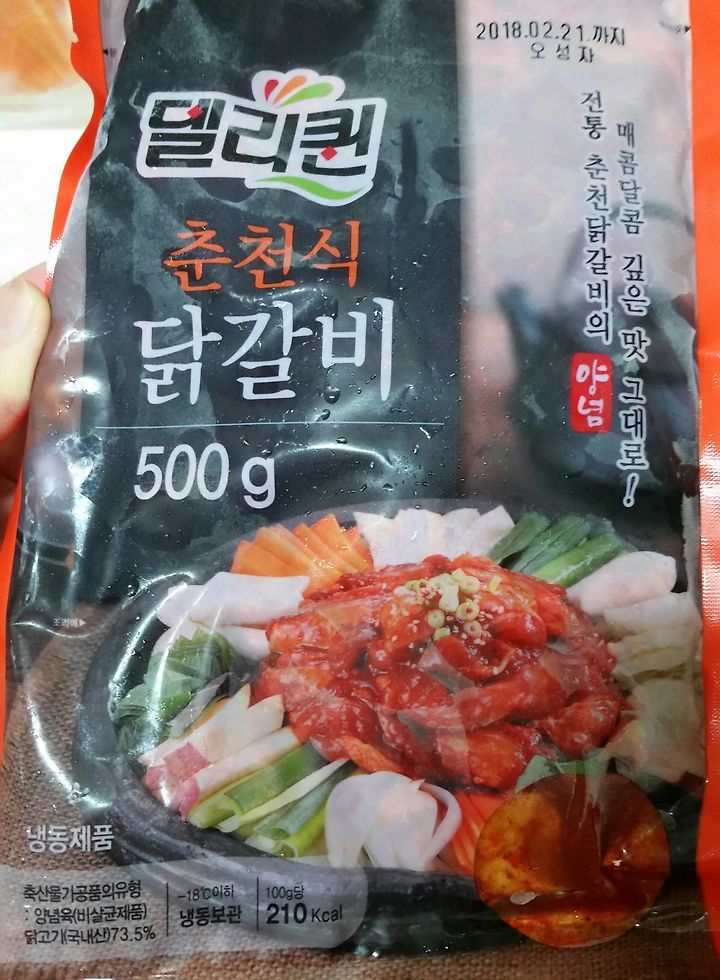 2018.02.21.까지
오성자
델리퀸
춘천식
닭갈비
500 g
매콤달콤 깊은 맛 그대로!
전통 춘천닭갈비의 양념
조리예
냉동제품
축산물가공품의유형
: 양념육(비살균제품)
닭고기(국내산)73.5%
-18℃이하
냉동보관
100g당
210 Kcal